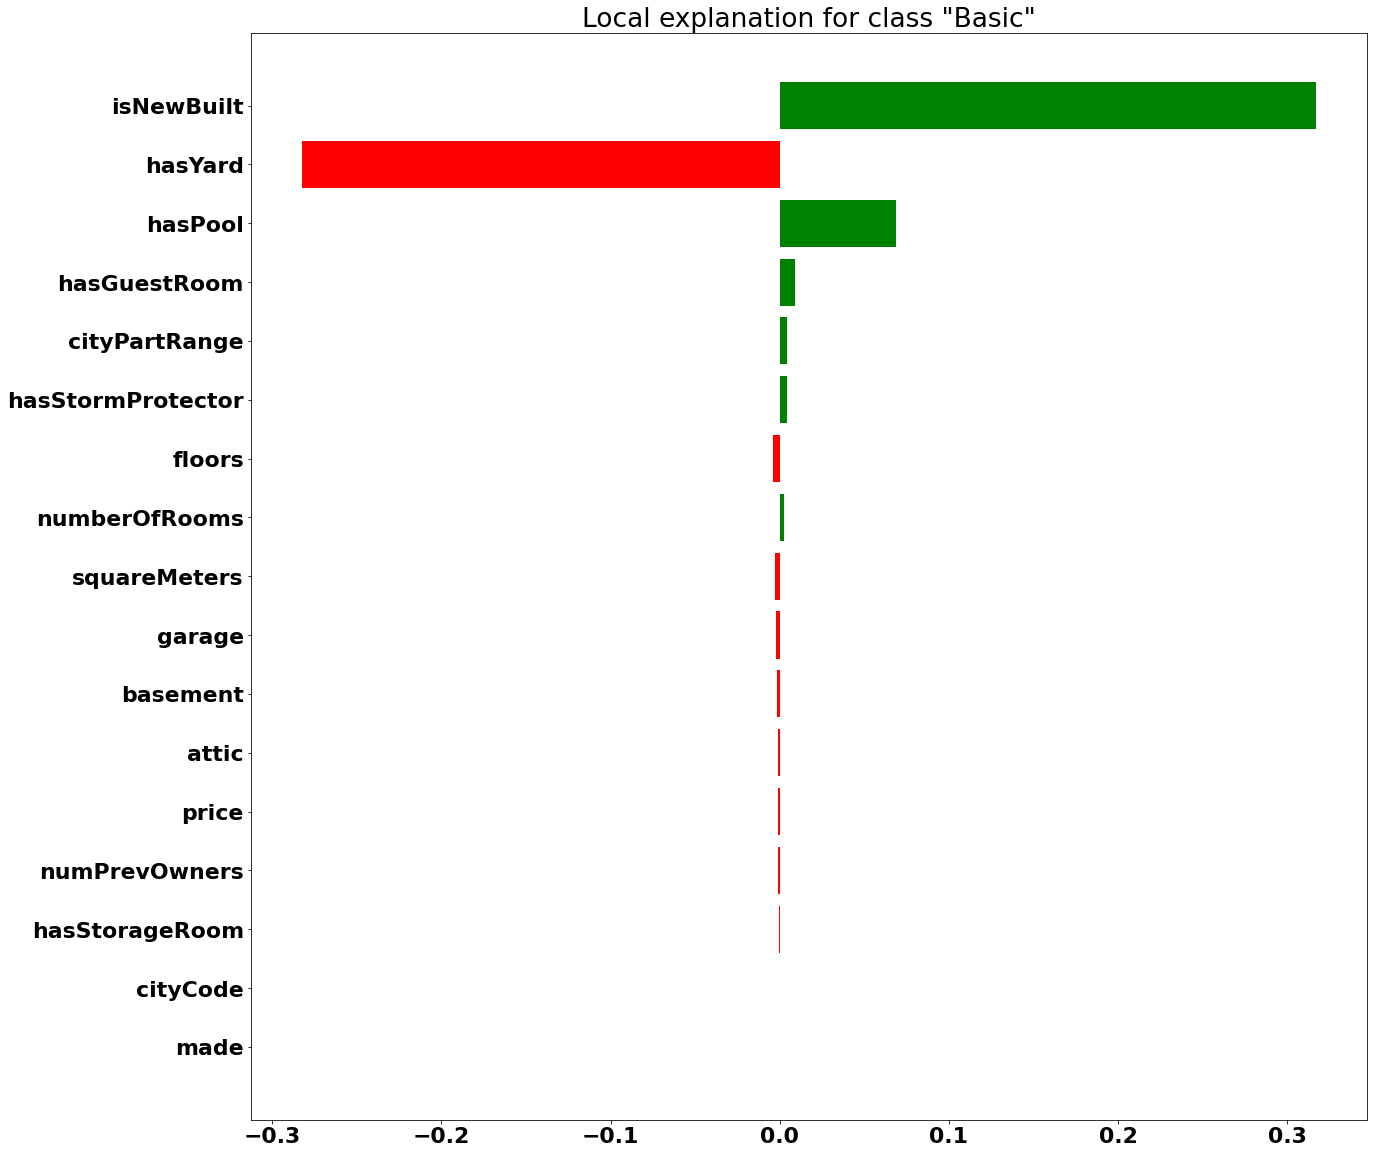 Local explanation for class "Basic"
isNewBuilt
hasYard
hasPool
hasGuestRoom
cityPartRange
hasStormProtector
floors
numberOfRooms
squareMeters
garage
basement
attic
price
numPrevOwners
hasStorageRoom
cityCode
made
−0.3 −0.2 −0.1 0.0 0.1 0.2 0.3